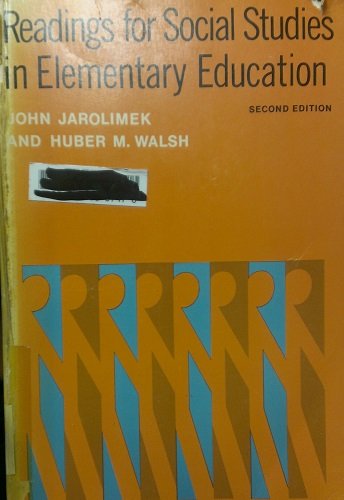 Readings for Social Studies
in Elementary Education
SECOND EDITION
JOHN JAROLIMEK
AND HUBER M. WALSH